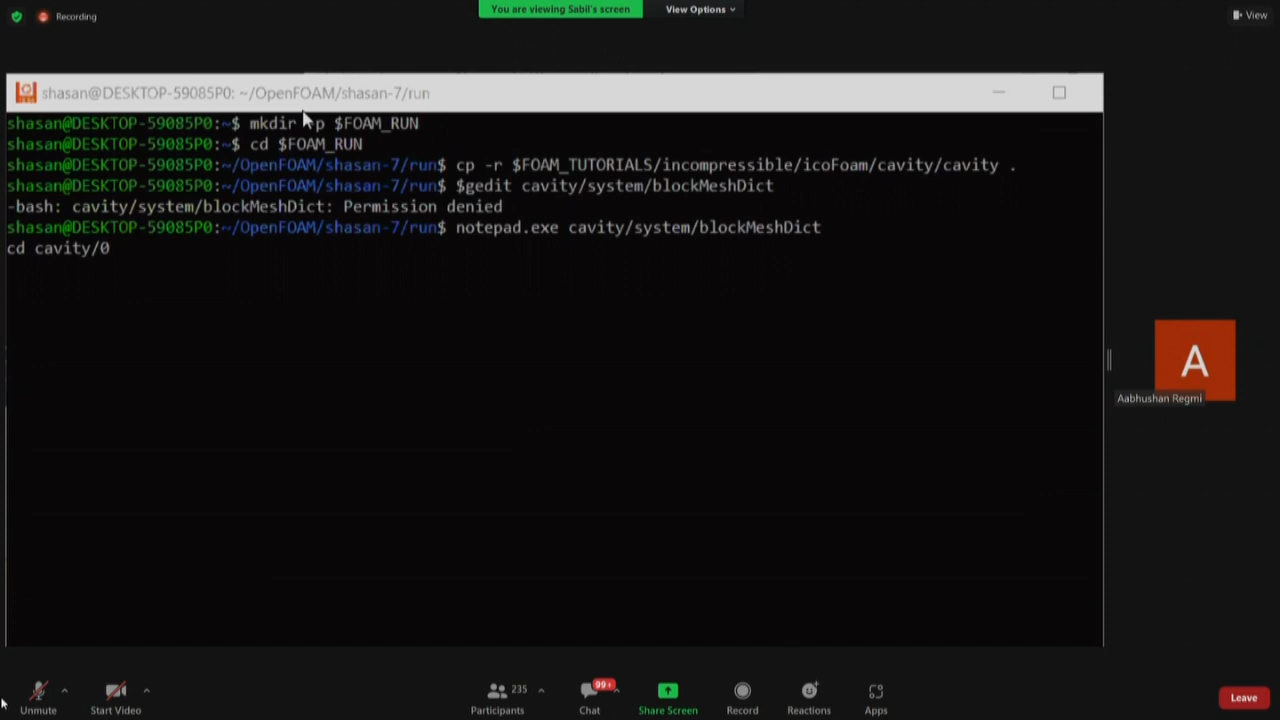 Recording
You are viewing Sabil's screen
View Options
View
shasan@DESKTOP-59085P0: ~/OpenFOAM/shasan-7/run
shasan@DESKTOP-59085P0:~$ mkdir -p $FOAM_RUN
shasan@DESKTOP-59085P0:~$ cd $FOAM_RUN
shasan@DESKTOP-59085P0:~/OpenFOAM/shasan-7/run$ cp -r $FOAM_TUTORIALS/incompressible/icoFoam/cavity/cavity .
shasan@DESKTOP-59085P0:~/OpenFOAM/shasan-7/run$ $gedit cavity/system/blockMeshDict
-bash: cavity/system/blockMeshDict: Permission denied
shasan@DESKTOP-59085P0:~/OpenFOAM/shasan-7/run$ notepad.exe cavity/system/blockMeshDict
cd cavity/0
A
Aabhushan Regmi
Unmute
Start Video
235
Participants
99+
Chat
Share Screen
Record
Reactions
Apps
Leave